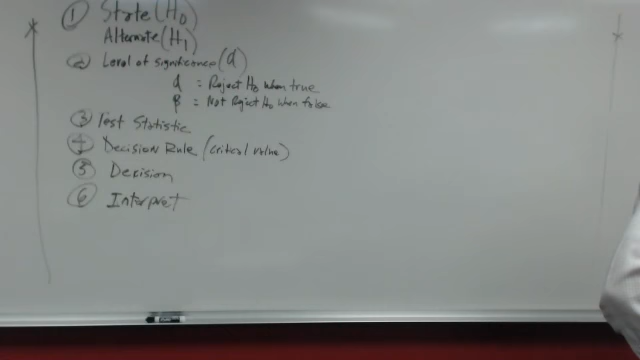 ① State (H₀)
Alternate (H₁)
② Level of significance (α)
α = Reject H₀ when true
β = Not Reject H₀ when false
③ Test Statistic
④ Decision Rule (critical value)
⑤ Decision
⑥ Interpret